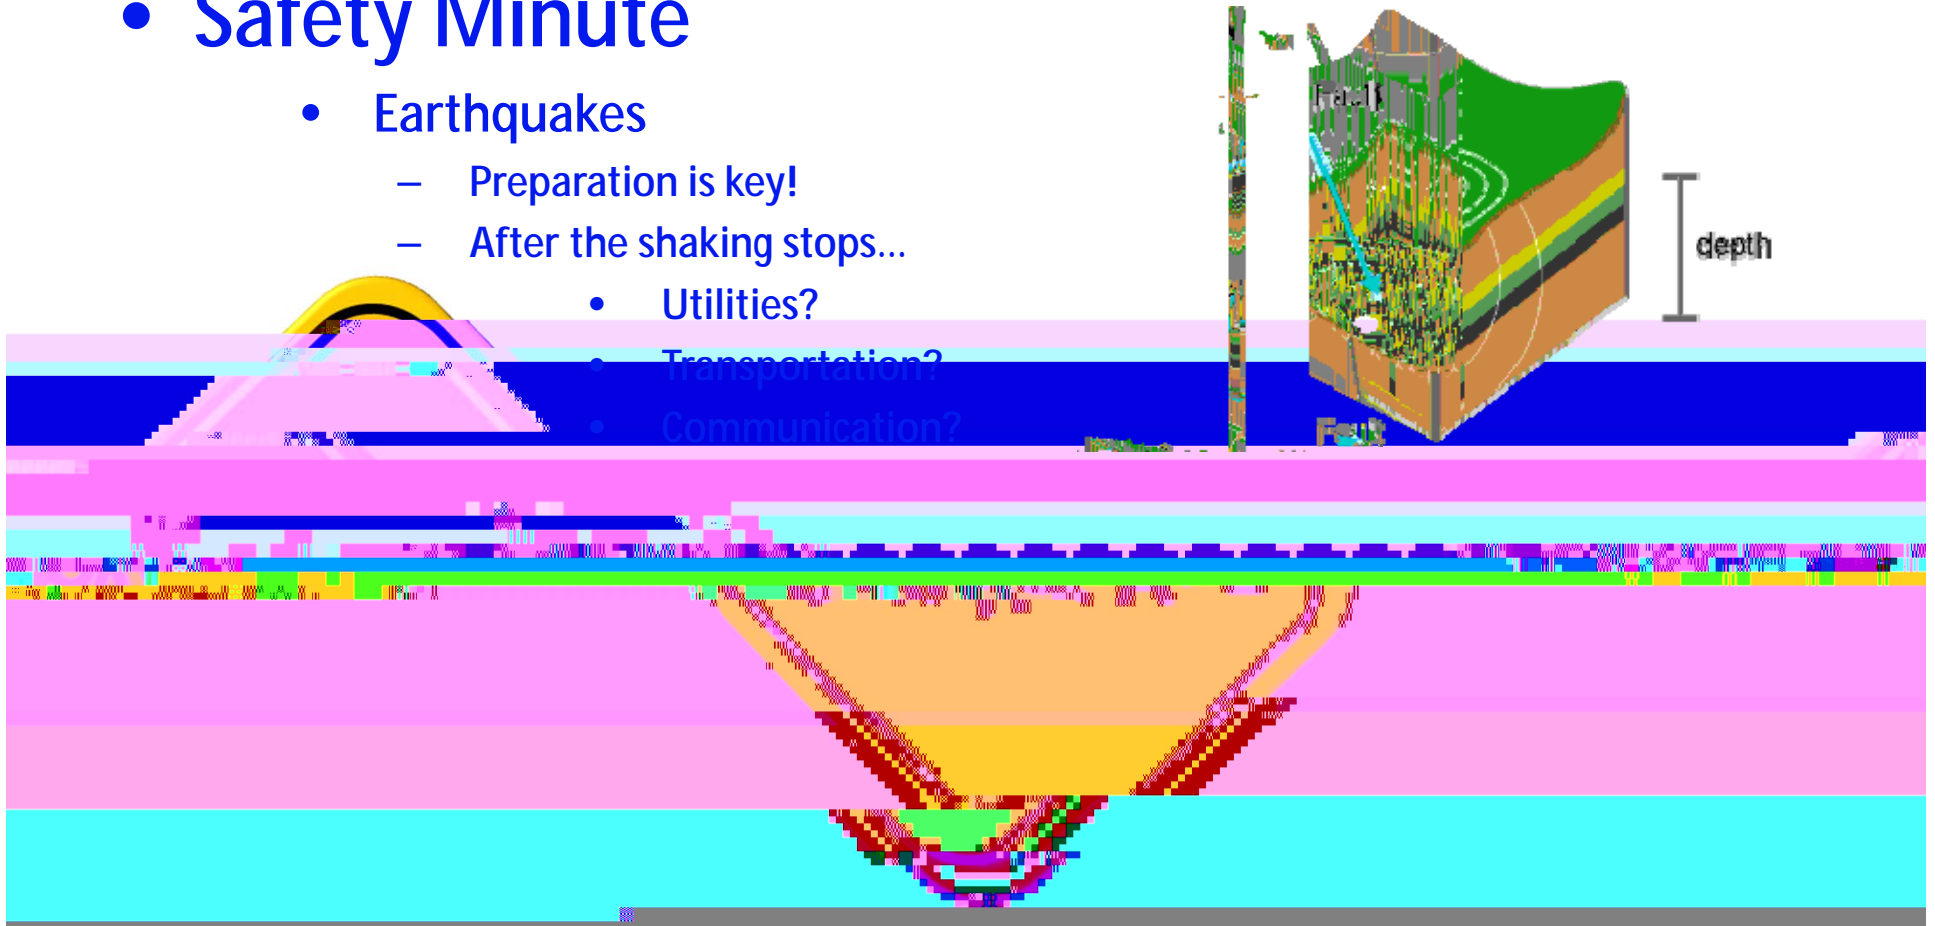 • Safety Minute
• Earthquakes
– Preparation is key!
– After the shaking stops...
• Utilities?
• Transportation?
• Communication?
Fault
depth